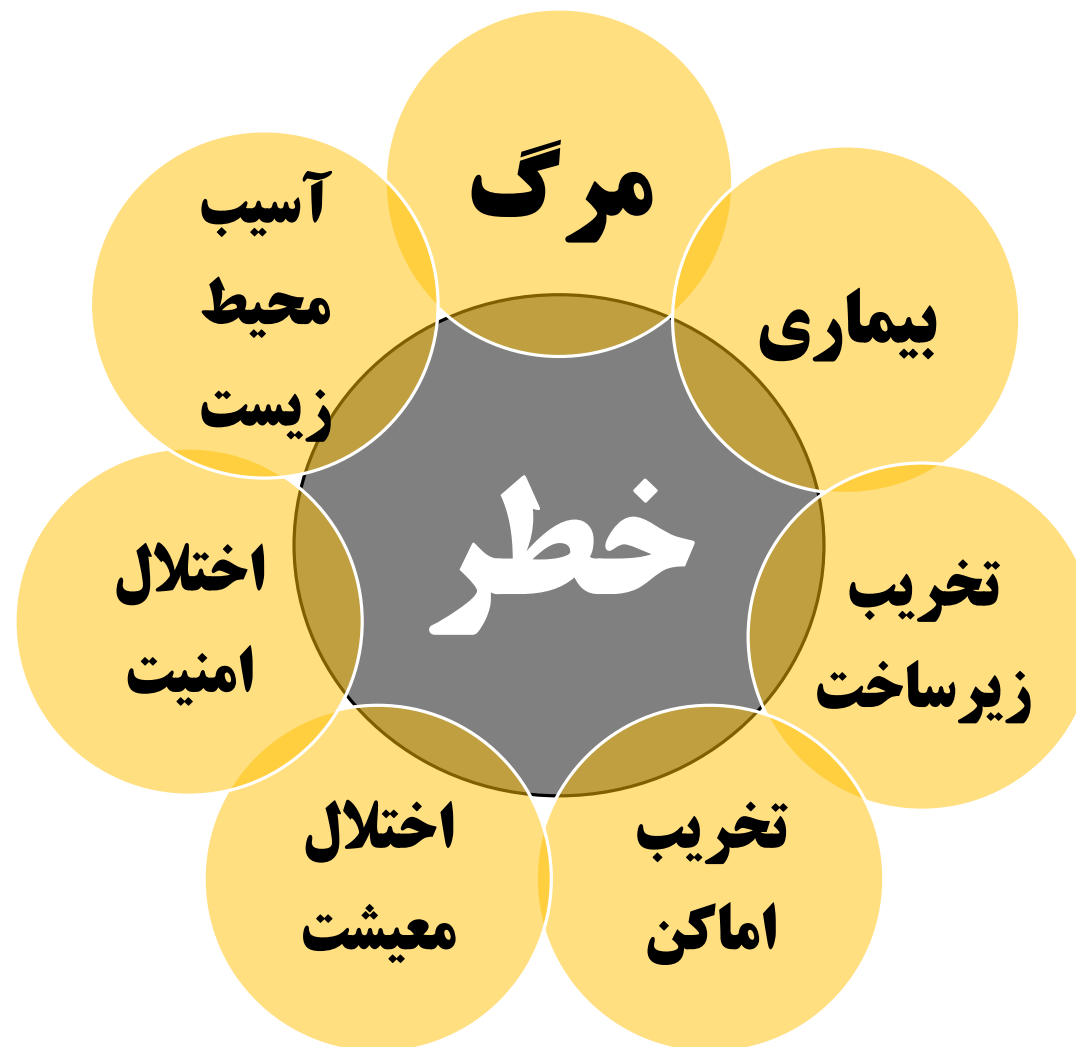 مرگ
بیماری
تخریب
زیرساخت
تخریب
اماکن
اختلال
معیشت
اختلال
امنیت
آسیب
محیط
زیست
خطر